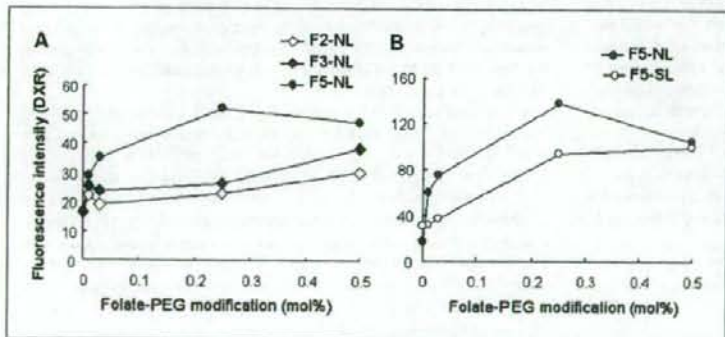 A
F2-NL
F3-NL
F5-NL
Fluorescence intensity (DXR)
60
50
40
30
20
10
0
0 0.1 0.2 0.3 0.4 0.5
Folate-PEG modification (mol%)
B
F5-NL
F5-SL
160
120
80
40
0
0 0.1 0.2 0.3 0.4 0.5
Folate-PEG modification (mol%)